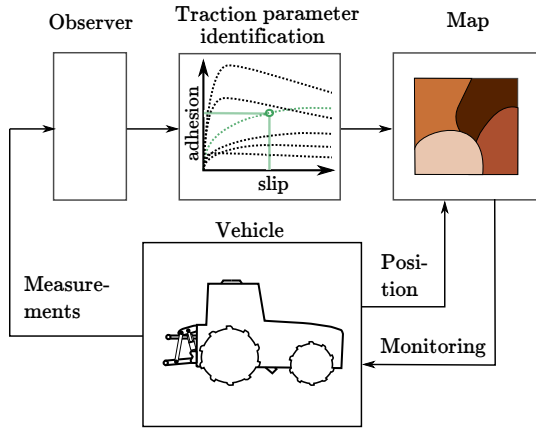 Observer
Traction parameter
identification
Map
adhesion
slip
Vehicle
Measure-
ments
Posi-
tion
Monitoring